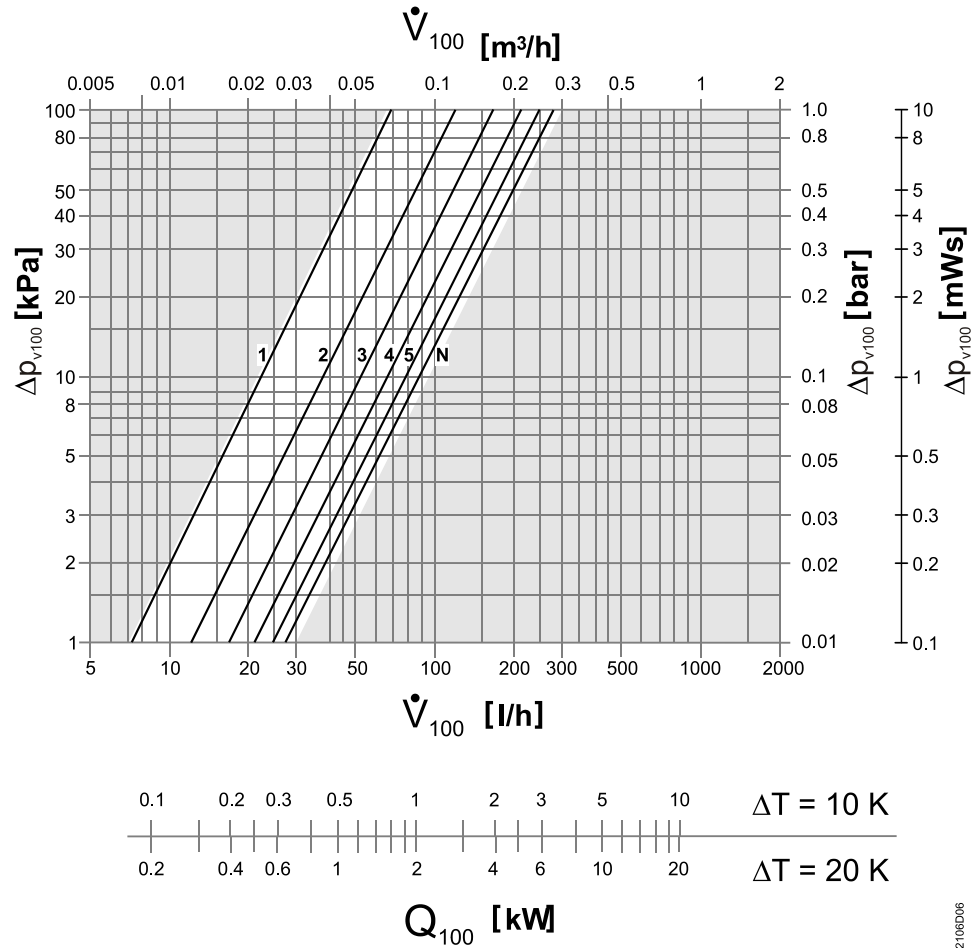 V̇100 [m³/h]
0.005 0.01 0.02 0.03 0.05 0.1 0.2 0.3 0.5 1 2
100 1.0 10
80 0.8 8
50 0.5 5
40 0.4 4
30 0.3 3
20 0.2 2
Δpv100 [kPa]
Δpv100 [bar]
Δpv100 [mWs]
1 2 3 4 5 N
10 0.1 1
8 0.08
5 0.05 0.5
3 0.03 0.3
2 0.02 0.2
1 0.01 0.1
5 10 20 30 50 100 200 300 500 1000 2000
V̇100 [l/h]
0.1 0.2 0.3 0.5 1 2 3 5 10 ΔT = 10 K
0.2 0.4 0.6 1 2 4 6 10 20 ΔT = 20 K
Q100 [kW]
2106D06